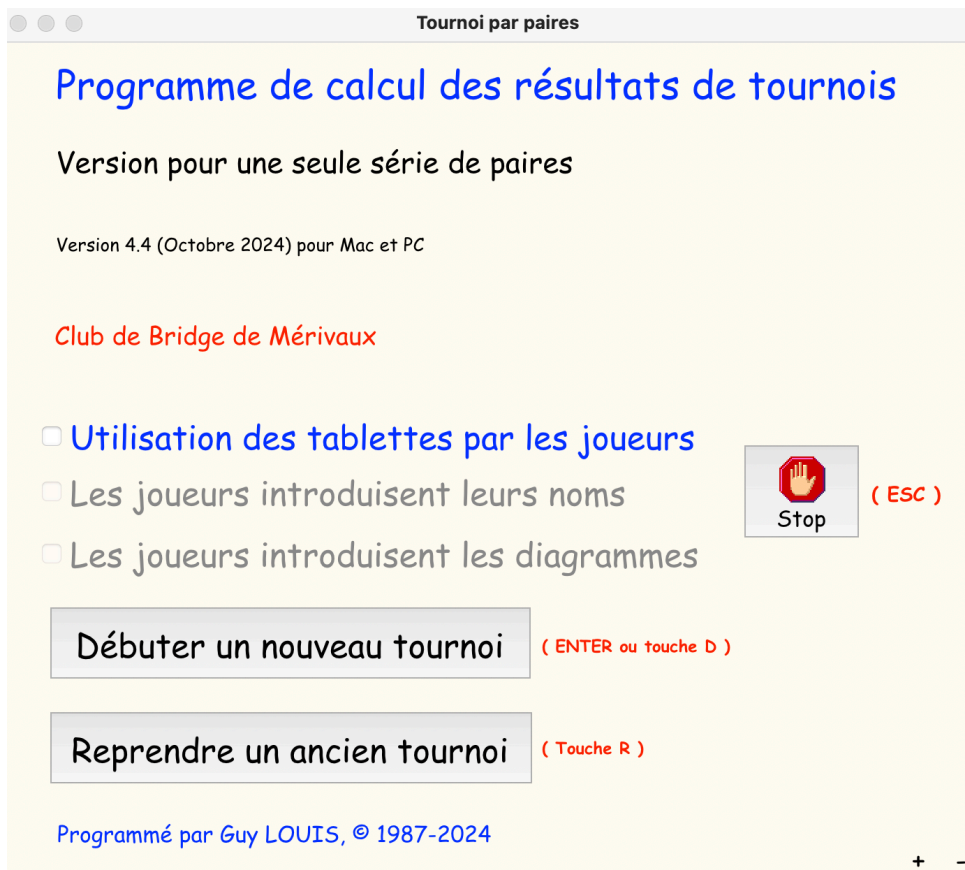 Tournoi par paires
Programme de calcul des résultats de tournois
Version pour une seule série de paires
Version 4.4 (Octobre 2024) pour Mac et PC
Club de Bridge de Mérivaux
Utilisation des tablettes par les joueurs
Les joueurs introduisent leurs noms
Les joueurs introduisent les diagrammes
Stop
( ESC )
Débuter un nouveau tournoi
( ENTER ou touche D )
Reprendre un ancien tournoi
( Touche R )
Programmé par Guy LOUIS, © 1987-2024
+ -